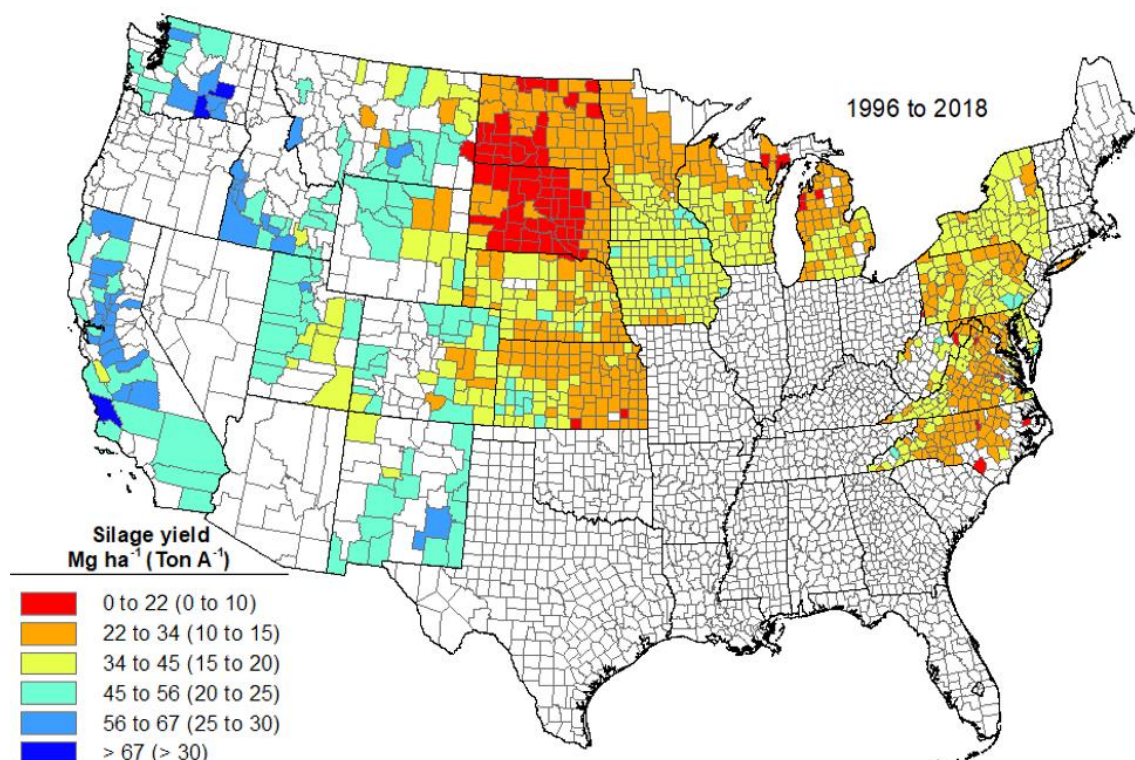 1996 to 2018
Silage yield
Mg ha⁻¹ (Ton A⁻¹)
0 to 22 (0 to 10)
22 to 34 (10 to 15)
34 to 45 (15 to 20)
45 to 56 (20 to 25)
56 to 67 (25 to 30)
> 67 (> 30)